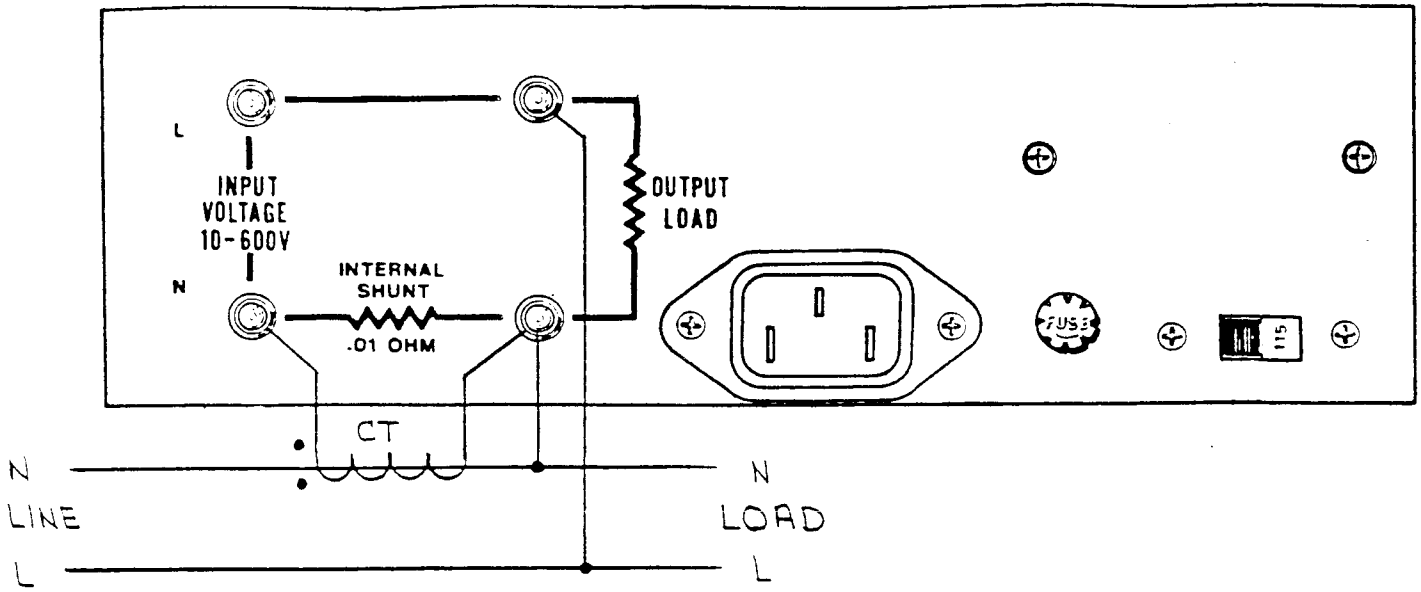 L
INPUT
VOLTAGE
10-600V
N
INTERNAL
SHUNT
.01 OHM
OUTPUT
LOAD
FUSE
115
CT
N
LINE
L
N
LOAD
L